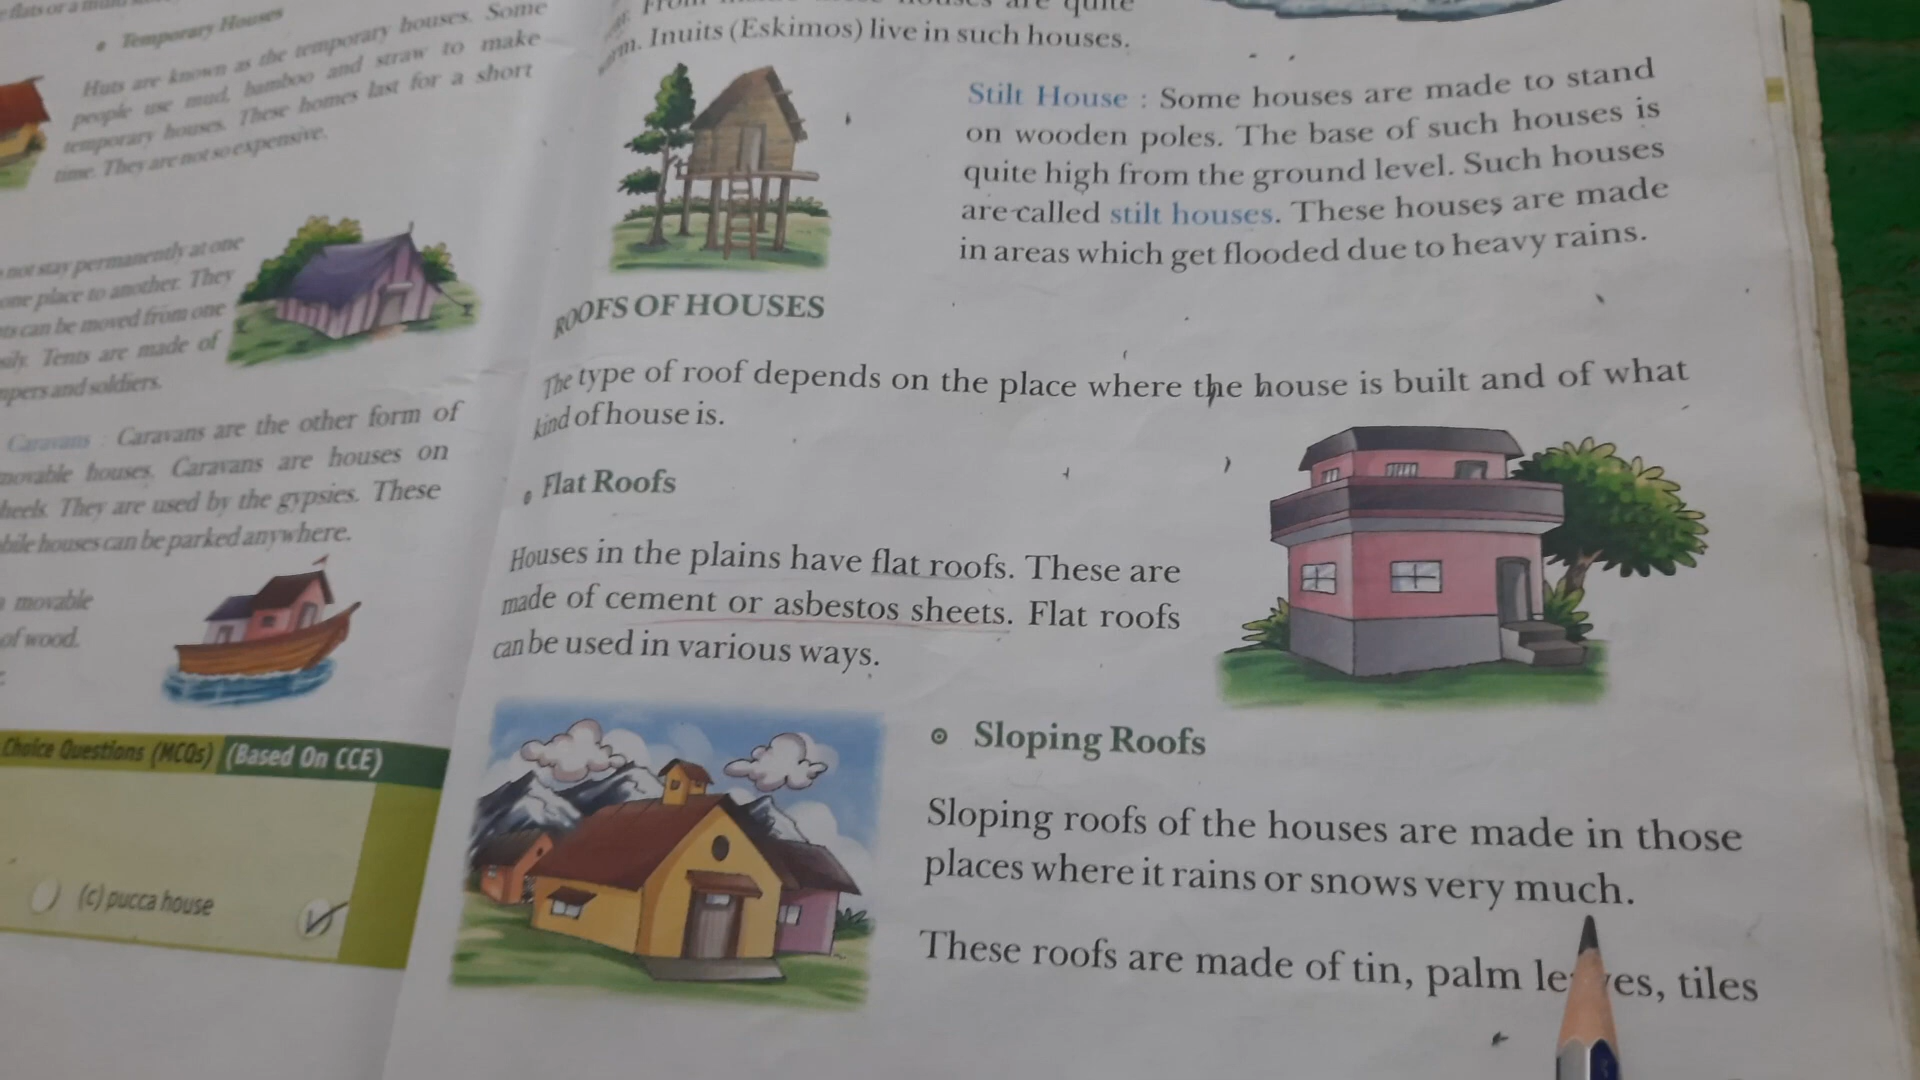 • Temporary Houses
Huts are known as the temporary houses. Some
people use mud, bamboo and straw to make
temporary houses. These homes last for a short
time. They are not so expensive.
not stay permanently at one
one place to another. They
can be moved from one
Tents are made of
and soldiers.
Caravans : Caravans are the other form of
movable houses. Caravans are houses on
They are used by the gypsies. These
houses can be parked anywhere.
movable
of wood.
Choice Questions (MCQs) (Based On CCE)
(c) pucca house
are quite
Inuits (Eskimos) live in such houses.
Stilt House : Some houses are made to stand
on wooden poles. The base of such houses is
quite high from the ground level. Such houses
are called stilt houses. These houses are made
in areas which get flooded due to heavy rains.
ROOFS OF HOUSES
The type of roof depends on the place where the house is built and of what
kind of house is.
Flat Roofs
Houses in the plains have flat roofs. These are
made of cement or asbestos sheets. Flat roofs
can be used in various ways.
Sloping Roofs
Sloping roofs of the houses are made in those
places where it rains or snows very much.
These roofs are made of tin, palm leaves, tiles